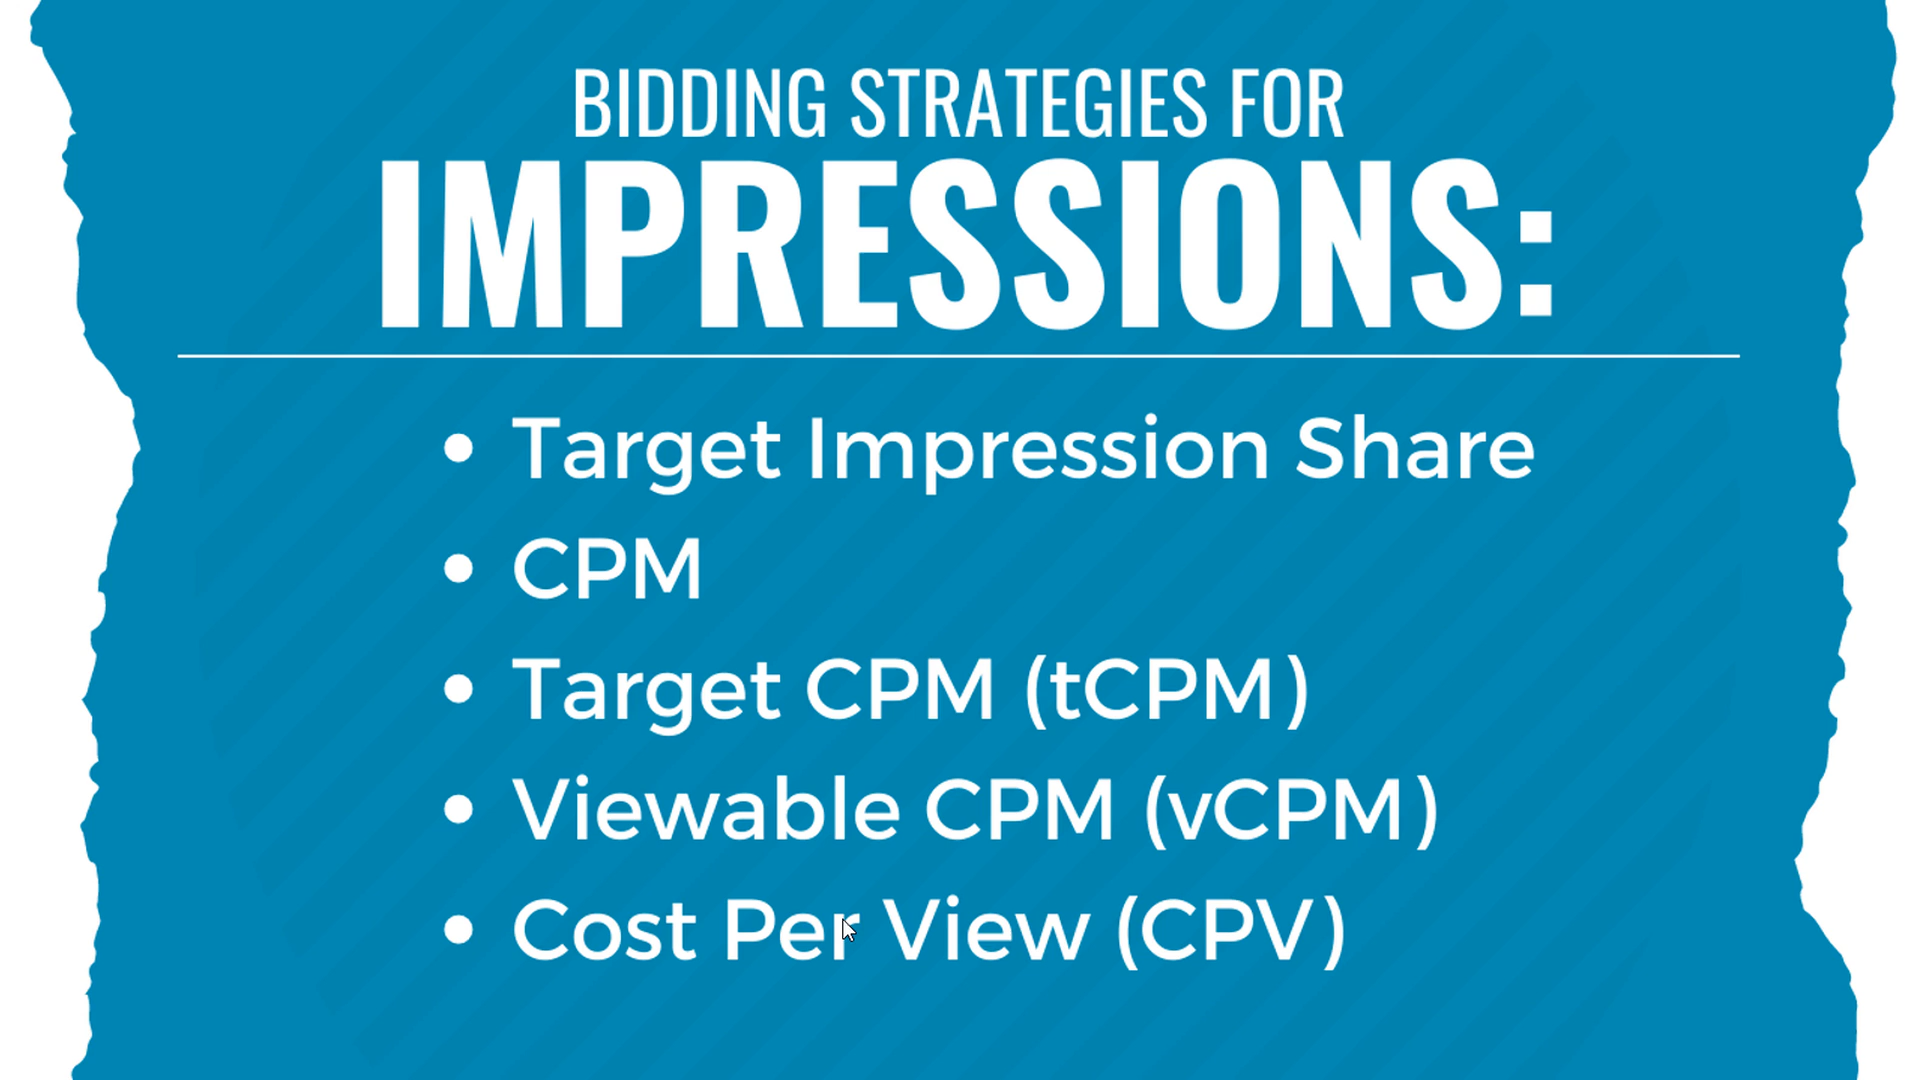 BIDDING STRATEGIES FOR
IMPRESSIONS:
• Target Impression Share
• CPM
• Target CPM (tCPM)
• Viewable CPM (vCPM)
• Cost Per View (CPV)